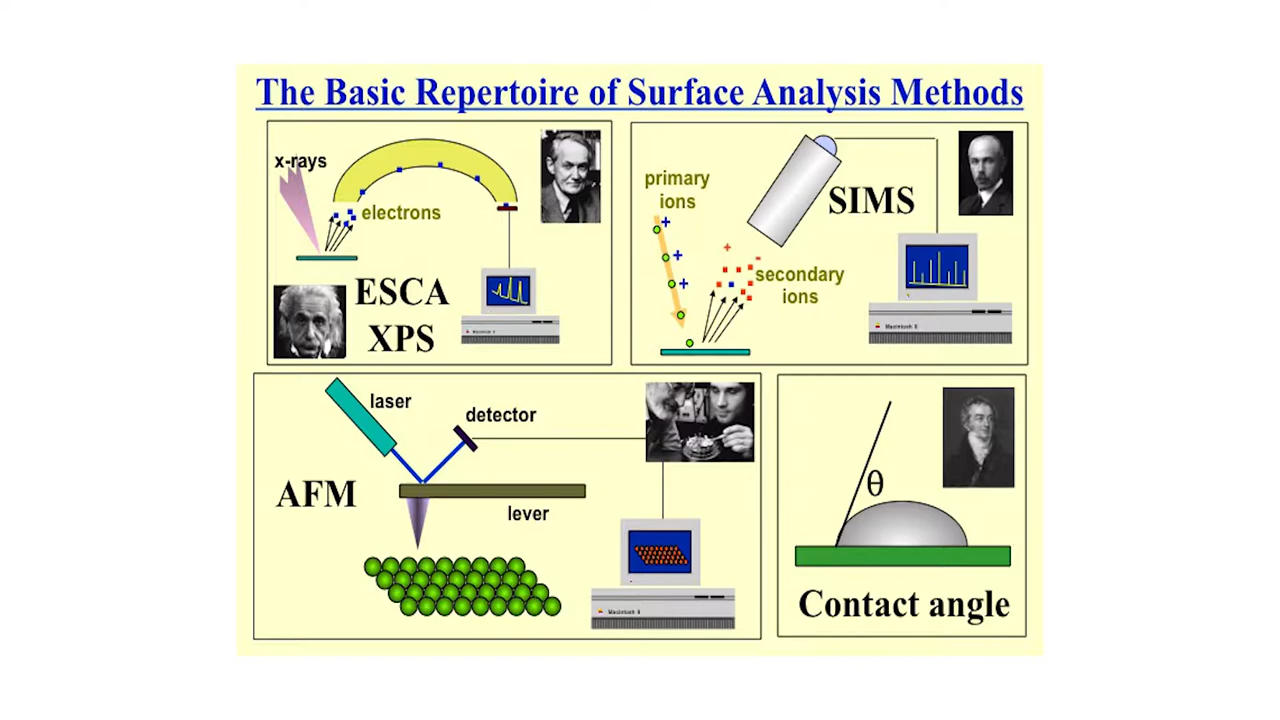 The Basic Repertoire of Surface Analysis Methods
x-rays
electrons
ESCA
XPS
primary
ions
SIMS
secondary
ions
Macintosh II
laser
detector
AFM
lever
Macintosh II
θ
Contact angle